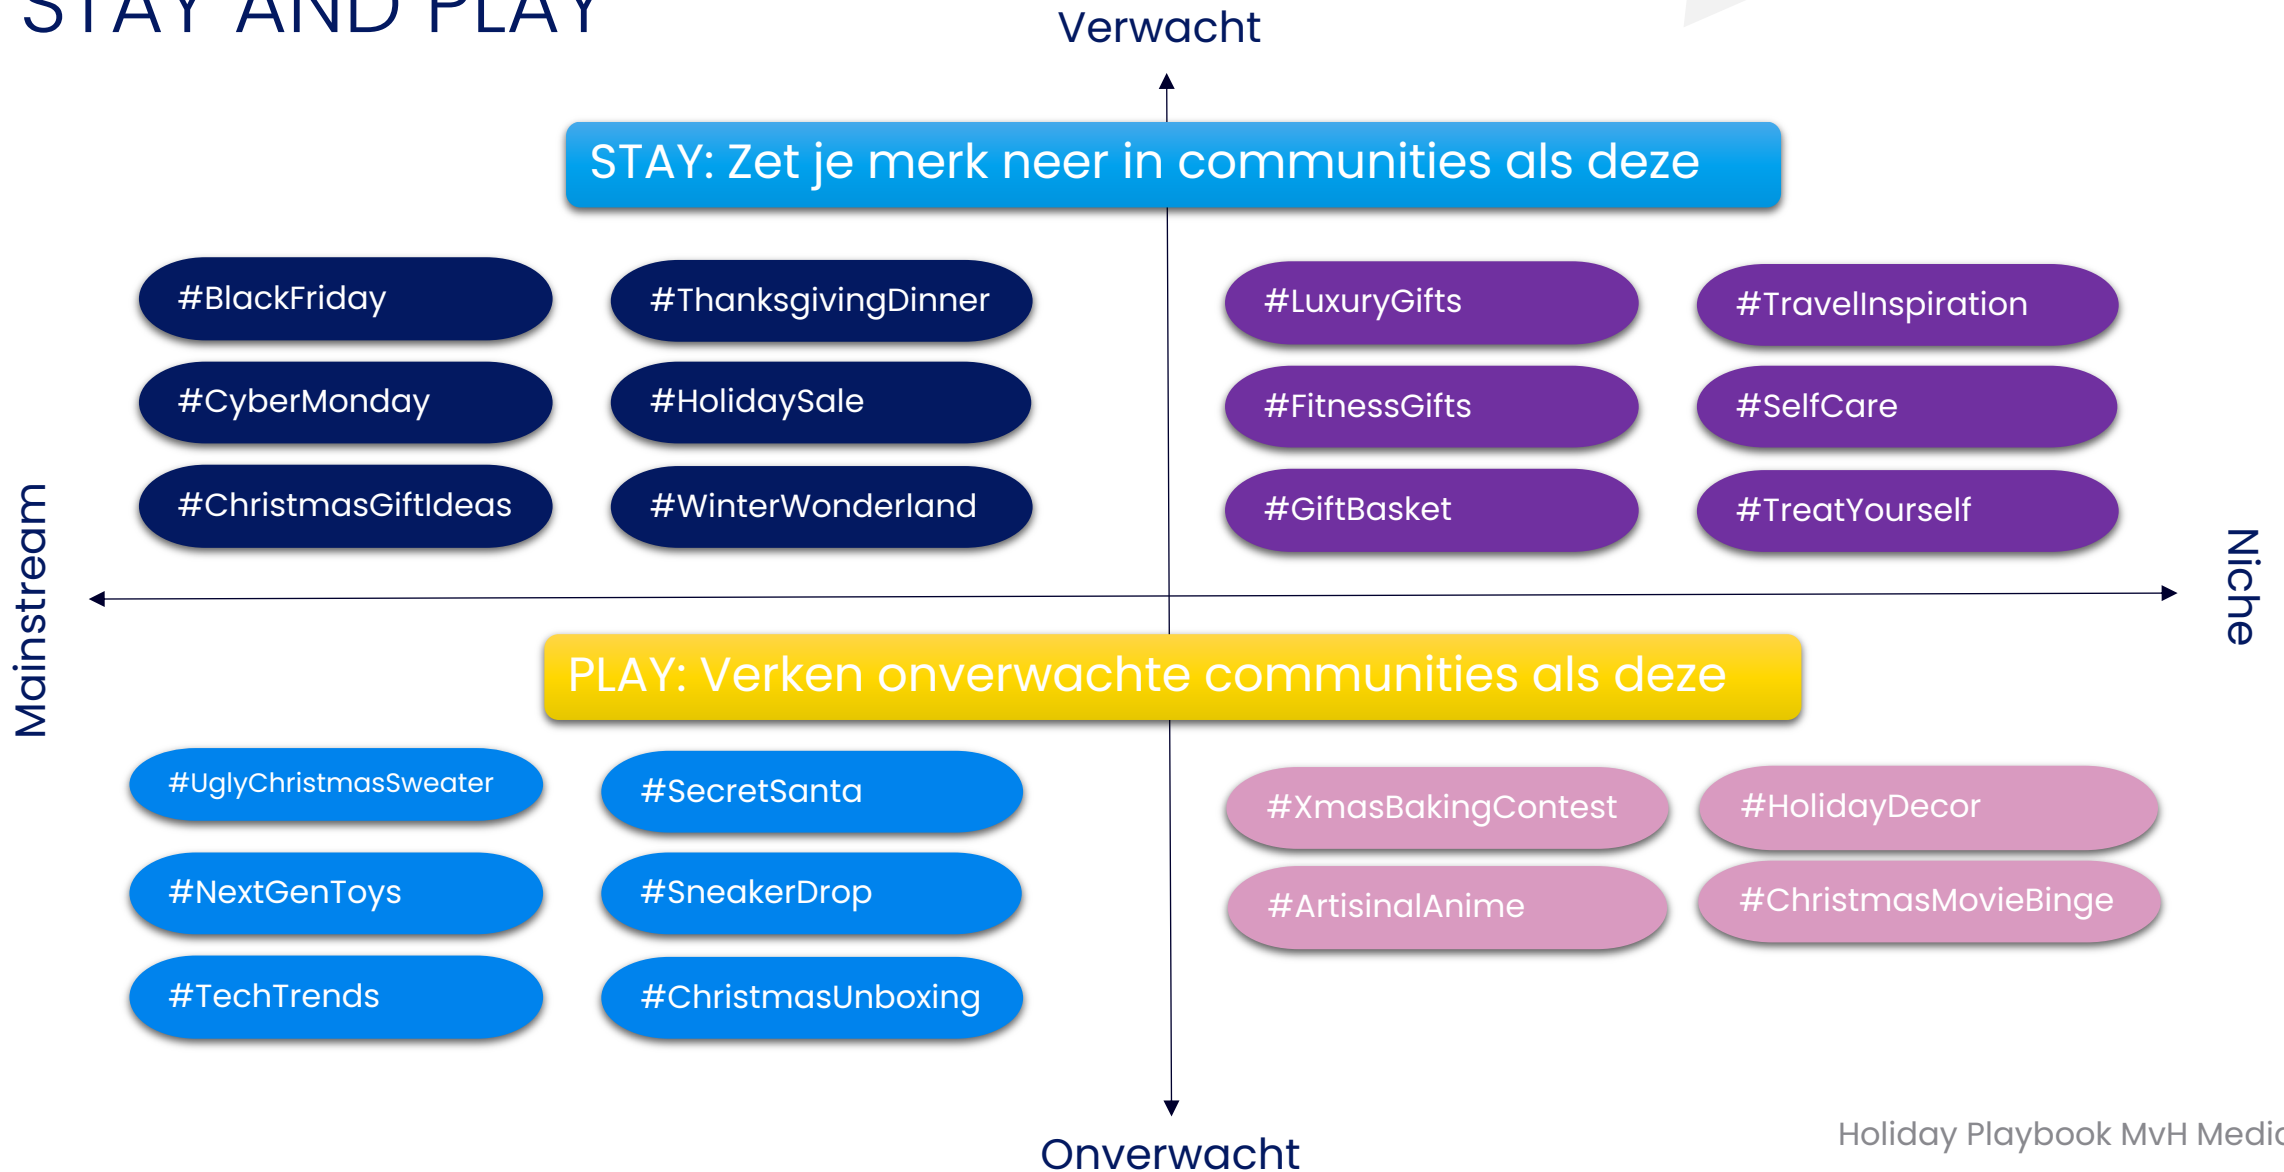 STAY AND PLAY
Verwacht
STAY: Zet je merk neer in communities als deze
#BlackFriday
#ThanksgivingDinner
#LuxuryGifts
#TravelInspiration
#CyberMonday
#HolidaySale
#FitnessGifts
#SelfCare
#ChristmasGiftIdeas
#WinterWonderland
#GiftBasket
#TreatYourself
Mainstream
Niche
PLAY: Verken onverwachte communities als deze
#UglyChristmasSweater
#SecretSanta
#XmasBakingContest
#HolidayDecor
#NextGenToys
#SneakerDrop
#ArtisinalAnime
#ChristmasMovieBinge
#TechTrends
#ChristmasUnboxing
Onverwacht
Holiday Playbook MvH Media